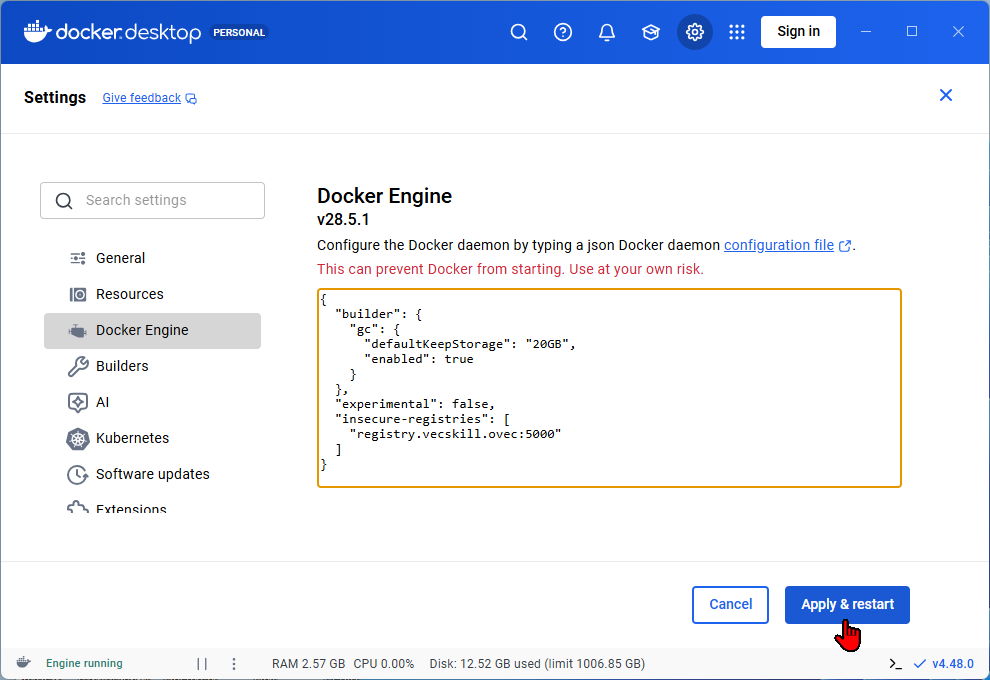 docker.desktop PERSONAL
Sign in
Settings Give feedback
Search settings
General
Resources
Docker Engine
Builders
AI
Kubernetes
Software updates
Extensions
Docker Engine
v28.5.1
Configure the Docker daemon by typing a json Docker daemon configuration file.
This can prevent Docker from starting. Use at your own risk.
{
  "builder": {
    "gc": {
      "defaultKeepStorage": "20GB",
      "enabled": true
    }
  },
  "experimental": false,
  "insecure-registries": [
    "registry.vecskill.ovec:5000"
  ]
}
Cancel Apply & restart
Engine running RAM 2.57 GB CPU 0.00% Disk: 12.52 GB used (limit 1006.85 GB) v4.48.0